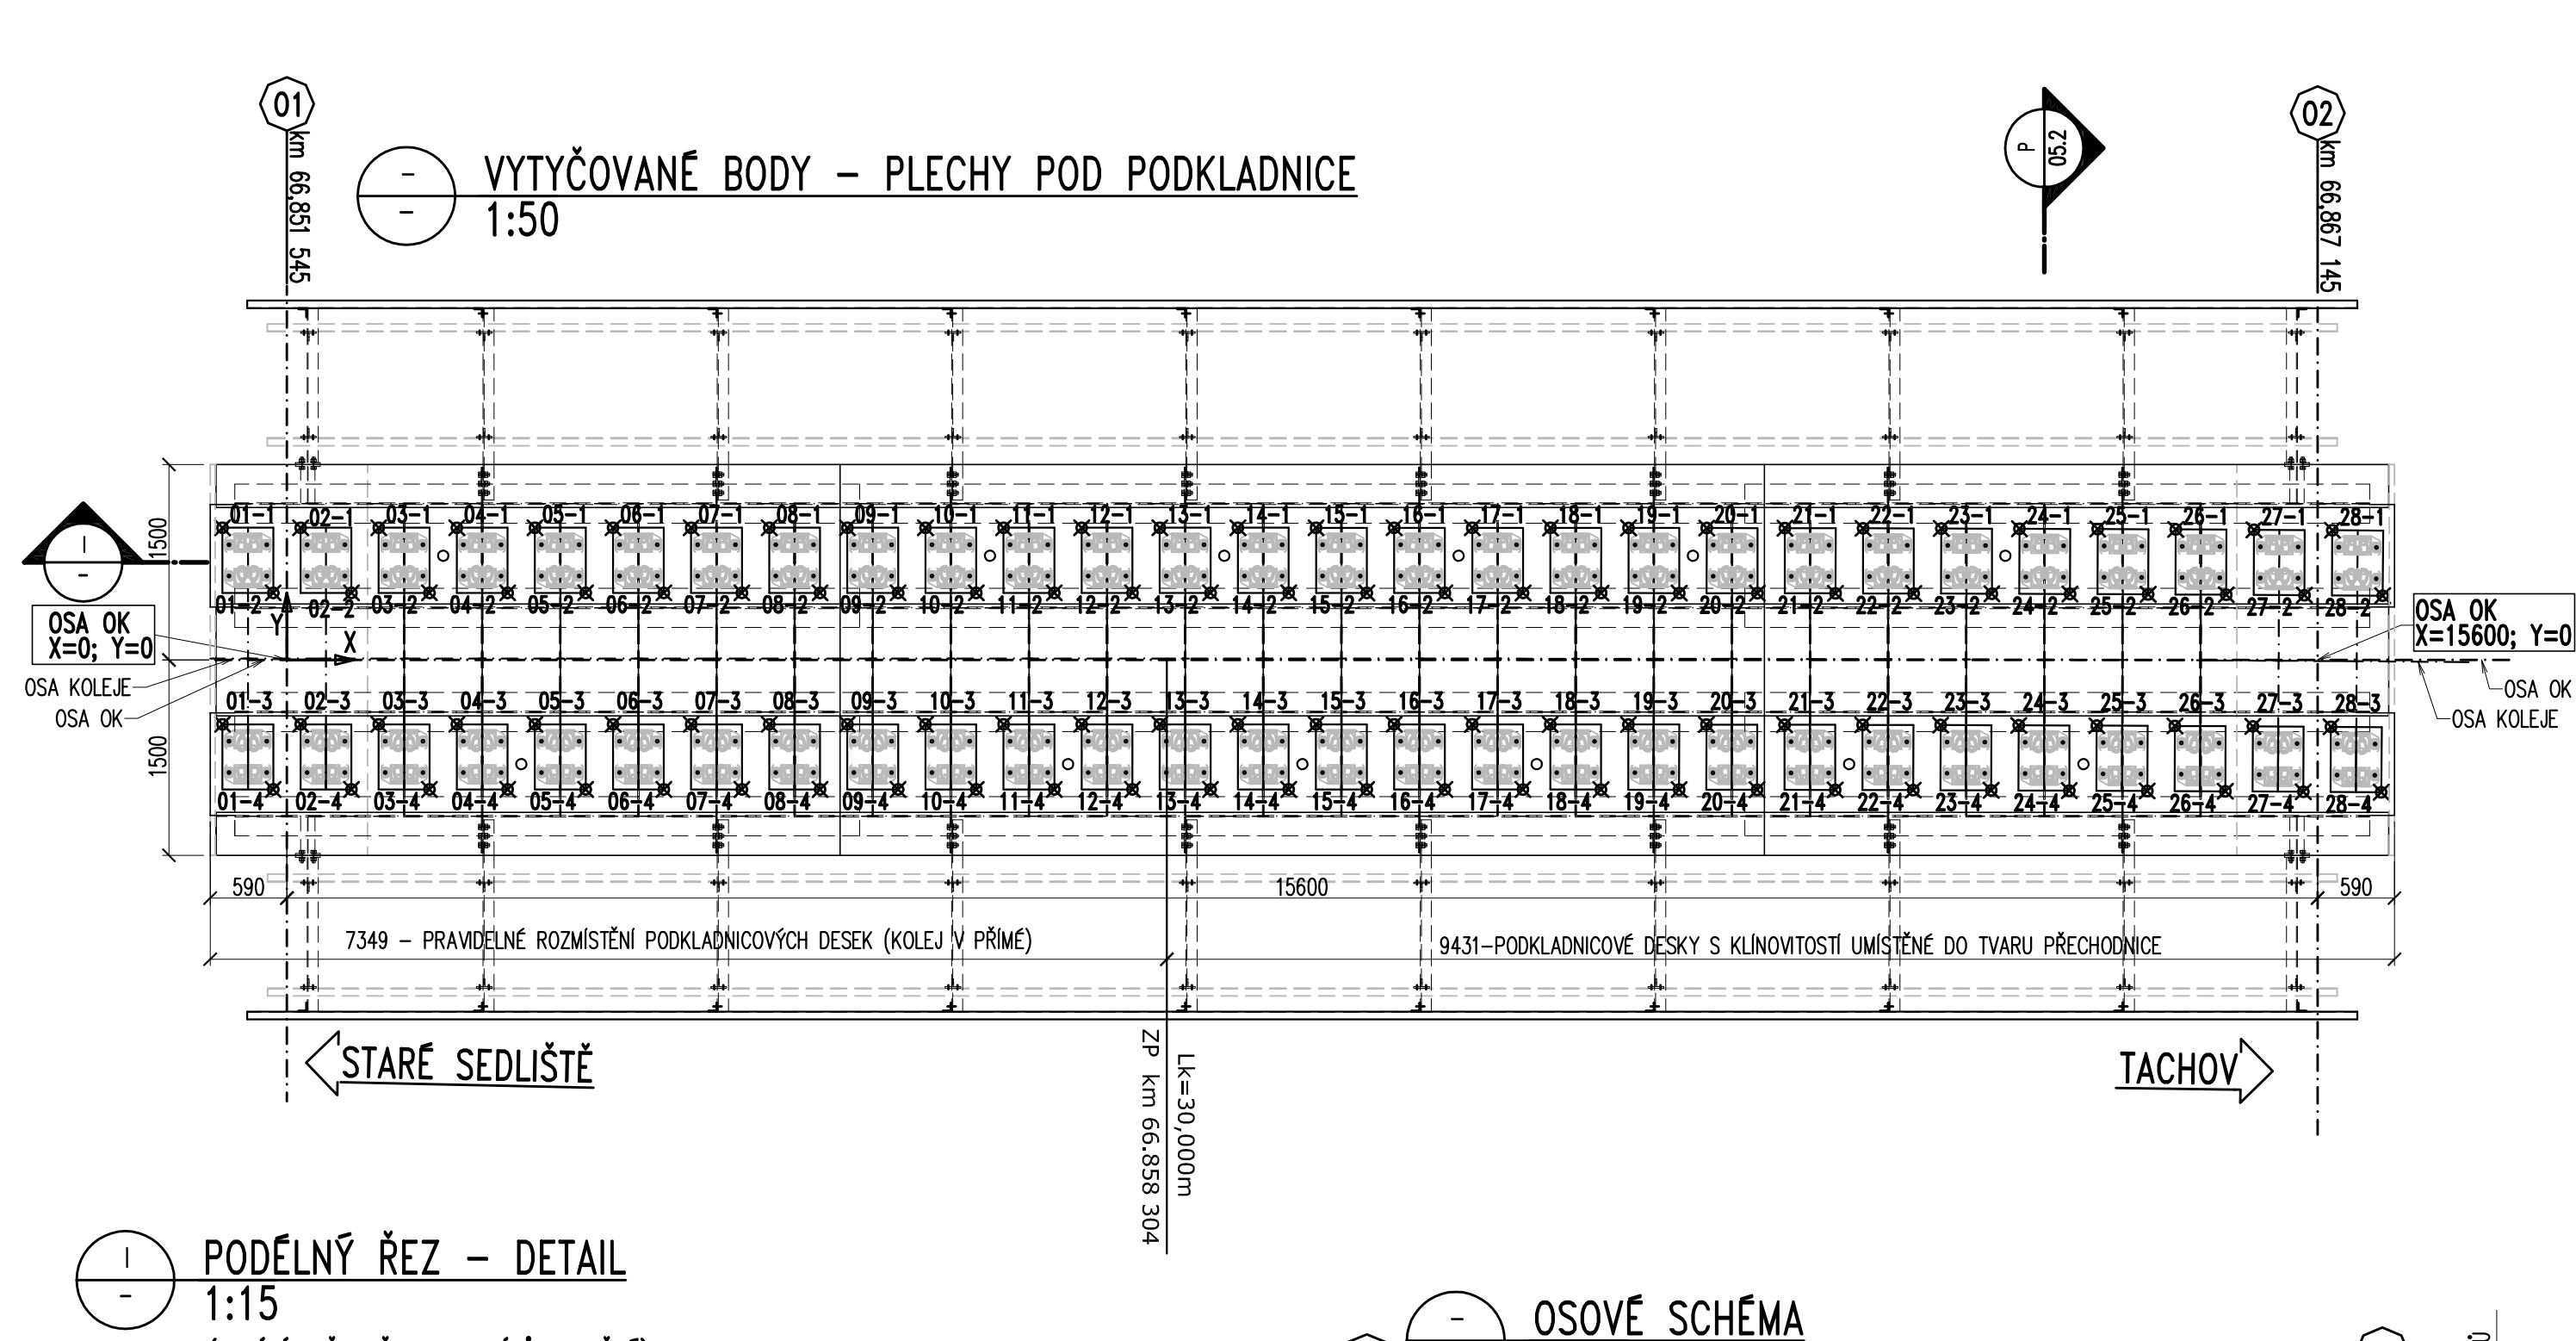 01
km 66,851 545
–
–
VYTYČOVANÉ BODY – PLECHY POD PODKLADNICE
1:50
P
05.2
02
km 66,867 145
1500
1500
I
–
01-1 02-1 03-1 04-1 05-1 06-1 07-1 08-1 09-1 10-1 11-1 12-1 13-1 14-1 15-1 16-1 17-1 18-1 19-1 20-1 21-1 22-1 23-1 24-1 25-1 26-1 27-1 28-1
01-2 02-2 03-2 04-2 05-2 06-2 07-2 08-2 09-2 10-2 11-2 12-2 13-2 14-2 15-2 16-2 17-2 18-2 19-2 20-2 21-2 22-2 23-2 24-2 25-2 26-2 27-2 28-2
OSA OK
X=0; Y=0
Y
X
OSA KOLEJE
OSA OK
OSA OK
X=15600; Y=0
OSA OK
OSA KOLEJE
01-3 02-3 03-3 04-3 05-3 06-3 07-3 08-3 09-3 10-3 11-3 12-3 13-3 14-3 15-3 16-3 17-3 18-3 19-3 20-3 21-3 22-3 23-3 24-3 25-3 26-3 27-3 28-3
01-4 02-4 03-4 04-4 05-4 06-4 07-4 08-4 09-4 10-4 11-4 12-4 13-4 14-4 15-4 16-4 17-4 18-4 19-4 20-4 21-4 22-4 23-4 24-4 25-4 26-4 27-4 28-4
590
15600
590
7349 – PRAVIDELNÉ ROZMÍSTĚNÍ PODKLADNICOVÝCH DESEK (KOLEJ V PŘÍMÉ)
9431–PODKLADNICOVÉ DESKY S KLÍNOVITOSTÍ UMÍSTĚNÉ DO TVARU PŘECHODNICE
STARÉ SEDLIŠTĚ
TACHOV
Lk=30,000m
ZP km 66.858 304
I
–
PODÉLNÝ ŘEZ – DETAIL
1:15
–
OSOVÉ SCHÉMA